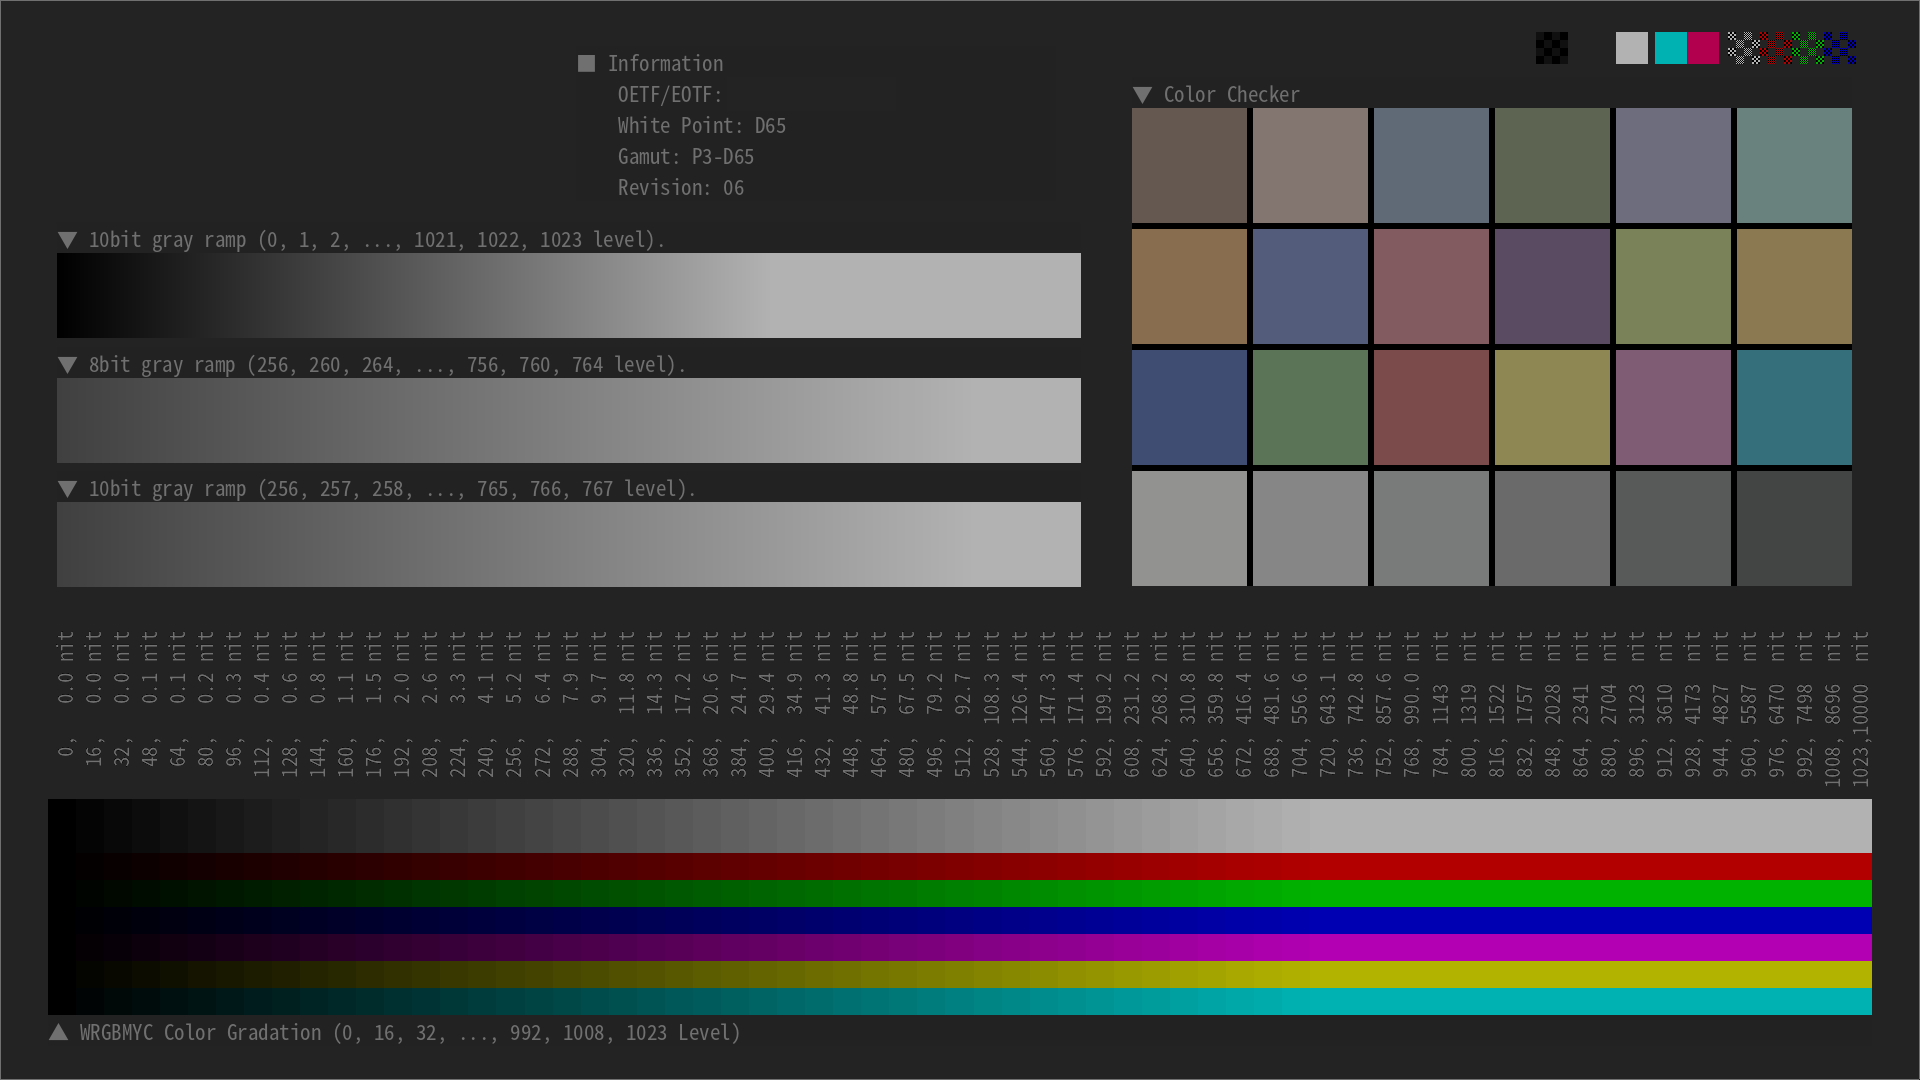 ■ Information
OETF/EOTF:
White Point: D65
Gamut: P3-D65
Revision: 06
▼ Color Checker
▼ 10bit gray ramp (0, 1, 2, ..., 1021, 1022, 1023 level).
▼ 8bit gray ramp (256, 260, 264, ..., 756, 760, 764 level).
▼ 10bit gray ramp (256, 257, 258, ..., 765, 766, 767 level).
0, 0.0 nit
16, 0.0 nit
32, 0.0 nit
48, 0.1 nit
64, 0.1 nit
80, 0.2 nit
96, 0.3 nit
112, 0.4 nit
128, 0.6 nit
144, 0.8 nit
160, 1.1 nit
176, 1.5 nit
192, 2.0 nit
208, 2.6 nit
224, 3.3 nit
240, 4.1 nit
256, 5.2 nit
272, 6.4 nit
288, 7.9 nit
304, 9.7 nit
320, 11.8 nit
336, 14.3 nit
352, 17.2 nit
368, 20.6 nit
384, 24.7 nit
400, 29.4 nit
416, 34.9 nit
432, 41.3 nit
448, 48.8 nit
464, 57.5 nit
480, 67.5 nit
496, 79.2 nit
512, 92.7 nit
528, 108.3 nit
544, 126.4 nit
560, 147.3 nit
576, 171.4 nit
592, 199.2 nit
608, 231.2 nit
624, 268.2 nit
640, 310.8 nit
656, 359.8 nit
672, 416.4 nit
688, 481.6 nit
704, 556.6 nit
720, 643.1 nit
736, 742.8 nit
752, 857.6 nit
768, 990.0 nit
784, 1143 nit
800, 1319 nit
816, 1522 nit
832, 1757 nit
848, 2028 nit
864, 2341 nit
880, 2704 nit
896, 3123 nit
912, 3610 nit
928, 4173 nit
944, 4827 nit
960, 5587 nit
976, 6470 nit
992, 7498 nit
1008, 8696 nit
1023,10000 nit
▲ WRGBMYC Color Gradation (0, 16, 32, ..., 992, 1008, 1023 Level)